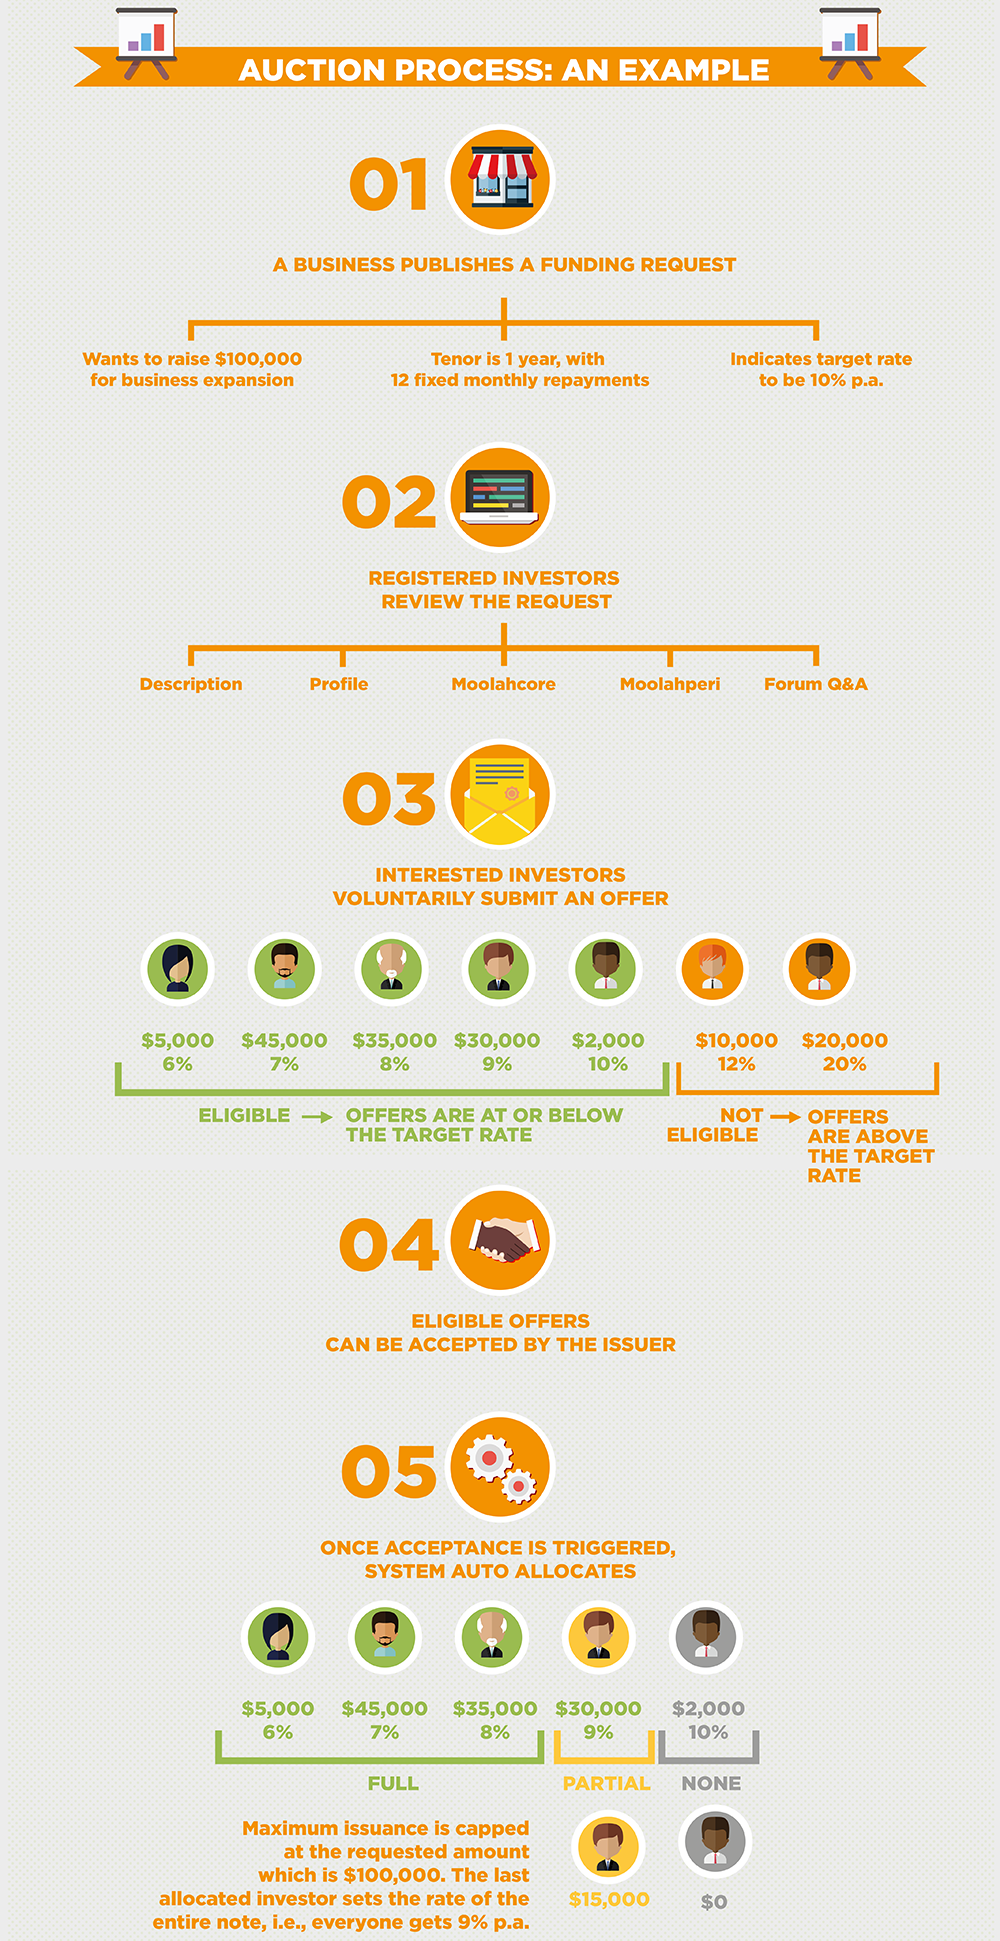 AUCTION PROCESS: AN EXAMPLE
01
A BUSINESS PUBLISHES A FUNDING REQUEST
Wants to raise $100,000
for business expansion
Tenor is 1 year, with
12 fixed monthly repayments
Indicates target rate
to be 10% p.a.
02
REGISTERED INVESTORS
REVIEW THE REQUEST
Description
Profile
Moolahcore
Moolahperi
Forum Q&A
03
INTERESTED INVESTORS
VOLUNTARILY SUBMIT AN OFFER
$5,000
6%
$45,000
7%
$35,000
8%
$30,000
9%
$2,000
10%
$10,000
12%
$20,000
20%
ELIGIBLE
OFFERS ARE AT OR BELOW
THE TARGET RATE
NOT
ELIGIBLE
OFFERS
ARE ABOVE
THE TARGET
RATE
04
ELIGIBLE OFFERS
CAN BE ACCEPTED BY THE ISSUER
05
ONCE ACCEPTANCE IS TRIGGERED,
SYSTEM AUTO ALLOCATES
$5,000
6%
$45,000
7%
$35,000
8%
$30,000
9%
$2,000
10%
FULL
PARTIAL
NONE
Maximum issuance is capped
at the requested amount
which is $100,000. The last
allocated investor sets the rate of the
entire note, i.e., everyone gets 9% p.a.
$15,000
$0